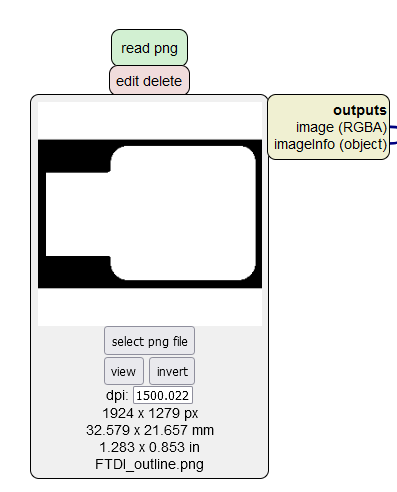 read png
edit delete
outputs
image (RGBA)
imageInfo (object)
select png file
view invert
dpi: 1500.022
1924 x 1279 px
32.579 x 21.657 mm
1.283 x 0.853 in
FTDI_outline.png